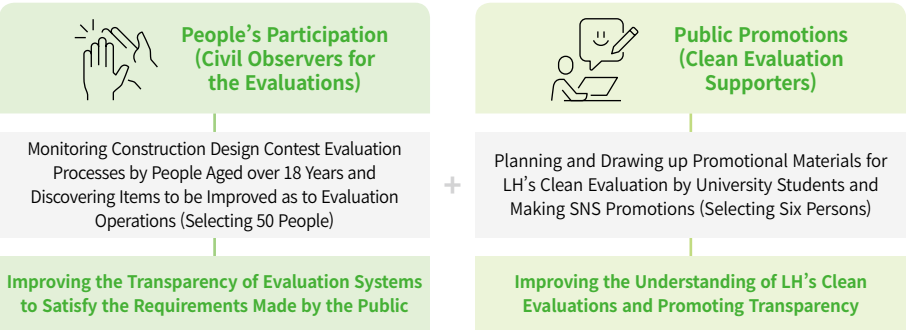 People's Participation
(Civil Observers for
the Evaluations)
Monitoring Construction Design Contest Evaluation
Processes by People Aged over 18 Years and
Discovering Items to be Improved as to Evaluation
Operations (Selecting 50 People)
Improving the Transparency of Evaluation Systems
to Satisfy the Requirements Made by the Public
+
Public Promotions
(Clean Evaluation
Supporters)
Planning and Drawing up Promotional Materials for
LH's Clean Evaluation by University Students and
Making SNS Promotions (Selecting Six Persons)
Improving the Understanding of LH's Clean
Evaluations and Promoting Transparency